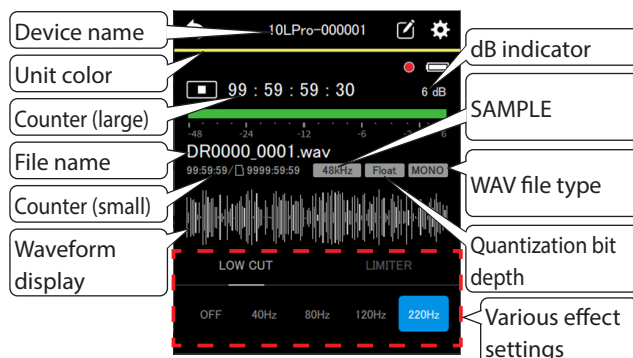 Device name
Unit color
Counter (large)
File name
Counter (small)
Waveform
display
10LPro-000001
99 : 59 : 59 : 30
6 dB
-48 -24 -12 -6 6
DR0000_0001.wav
99:59:59/ 9999:59:59 48kHz Float MONO
LOW CUT LIMITER
OFF 40Hz 80Hz 120Hz 220Hz
dB indicator
SAMPLE
WAV file type
Quantization bit
depth
Various effect
settings